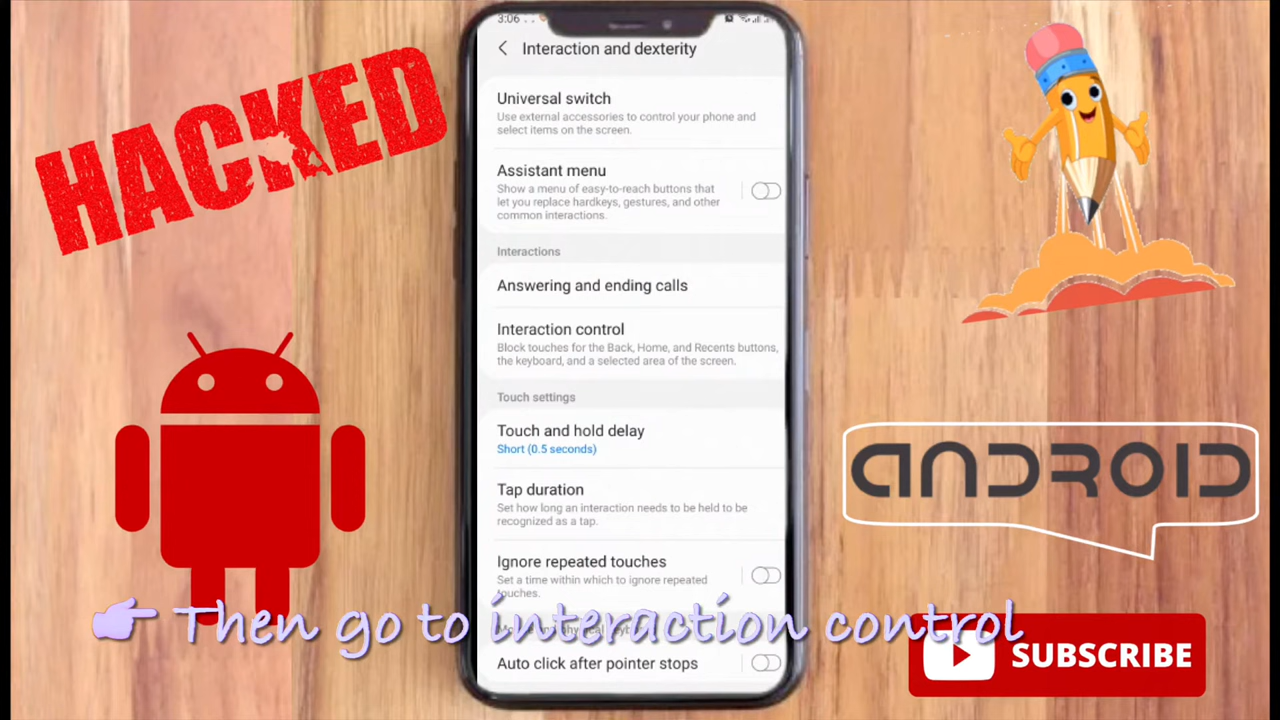 HACKED
3:06
Interaction and dexterity
Universal switch
Use external accessories to control your phone and
select items on the screen.
Assistant menu
Show a menu of easy-to-reach buttons that
let you replace hardkeys, gestures, and other
common interactions.
Interactions
Answering and ending calls
Interaction control
Block touches for the Back, Home, and Recents buttons,
the keyboard, and a selected area of the screen.
Touch settings
Touch and hold delay
Short (0.5 seconds)
Tap duration
Set how long an interaction needs to be held to be
recognized as a tap.
Ignore repeated touches
Set a time within which to ignore repeated
touches.
Auto click after pointer stops
ANDROID
Then go to interaction control
SUBSCRIBE